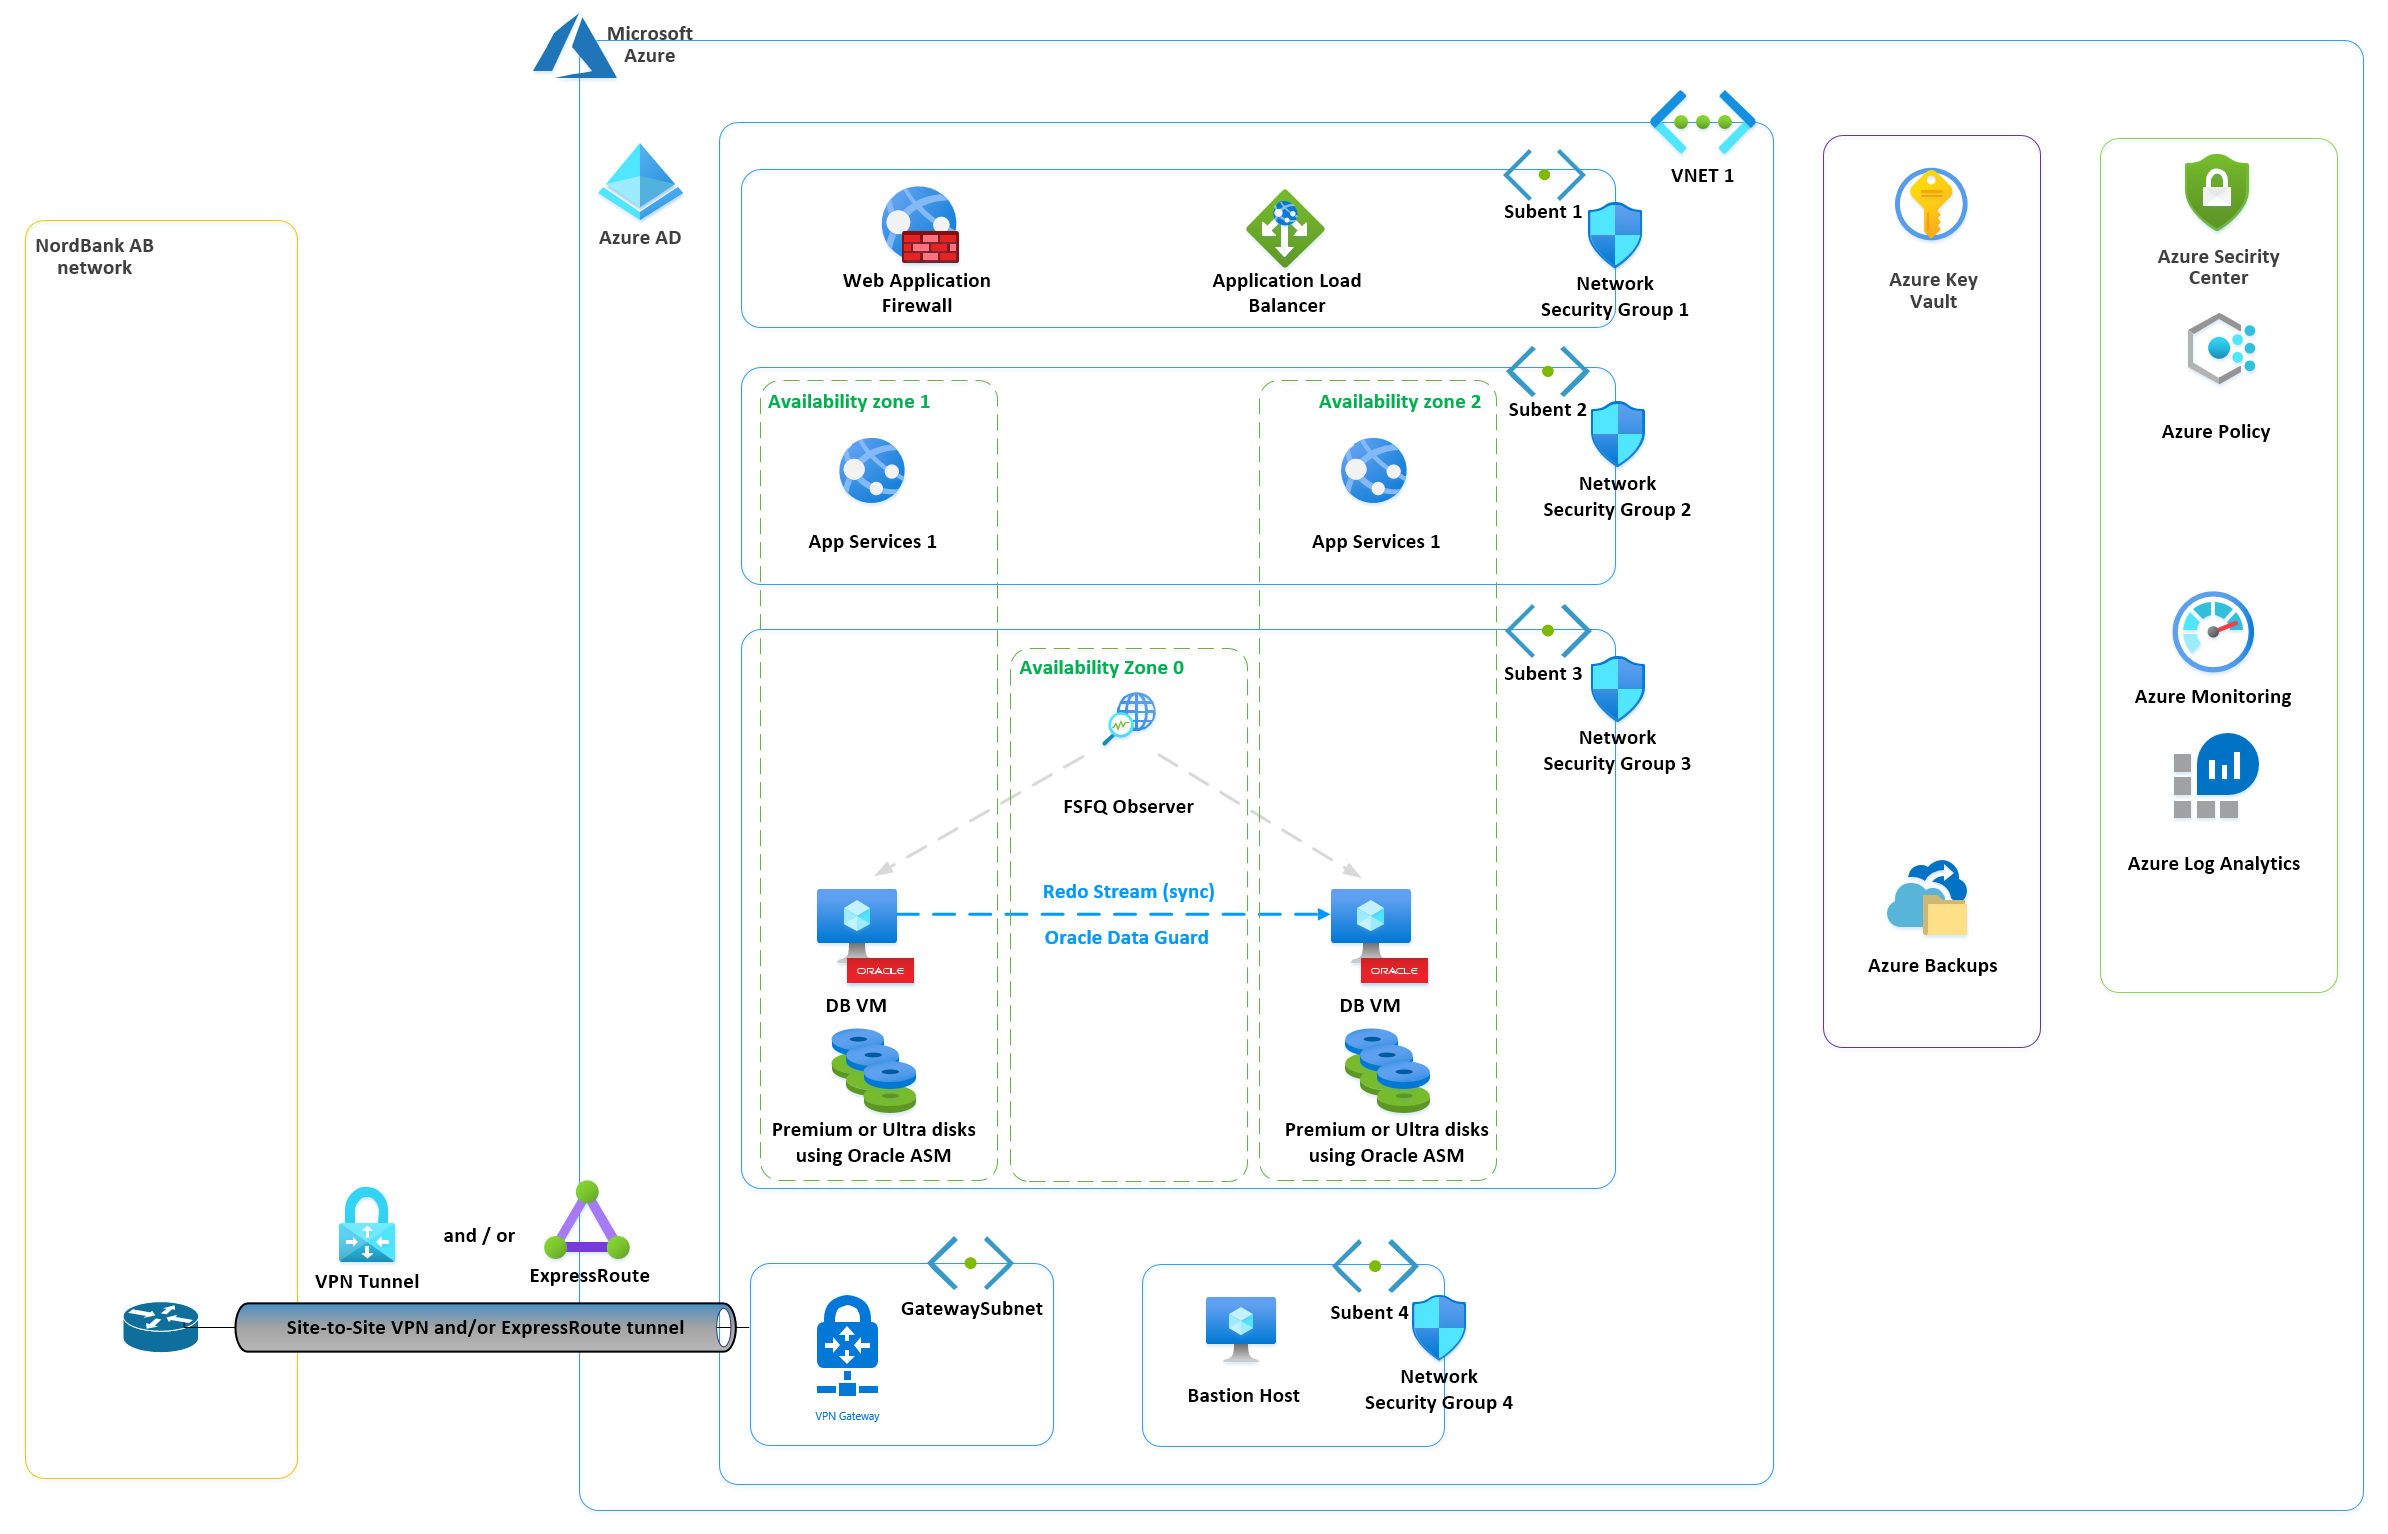 Microsoft
Azure
VNET 1
Azure AD
NordBank AB
network
Subent 1
Web Application
Firewall
Application Load
Balancer
Network
Security Group 1
Azure Key
Vault
Azure Secirity
Center
Availability zone 1
Availability zone 2
Subent 2
Azure Policy
Network
Security Group 2
App Services 1
App Services 1
Availability Zone 0
Subent 3
Network
Security Group 3
Azure Monitoring
FSFQ Observer
Azure Log Analytics
Redo Stream (sync)
Oracle Data Guard
ORACLE
ORACLE
Azure Backups
DB VM
DB VM
Premium or Ultra disks
using Oracle ASM
Premium or Ultra disks
using Oracle ASM
VPN Tunnel
and / or
ExpressRoute
Site-to-Site VPN and/or ExpressRoute tunnel
GatewaySubnet
VPN Gateway
Subent 4
Bastion Host
Network
Security Group 4